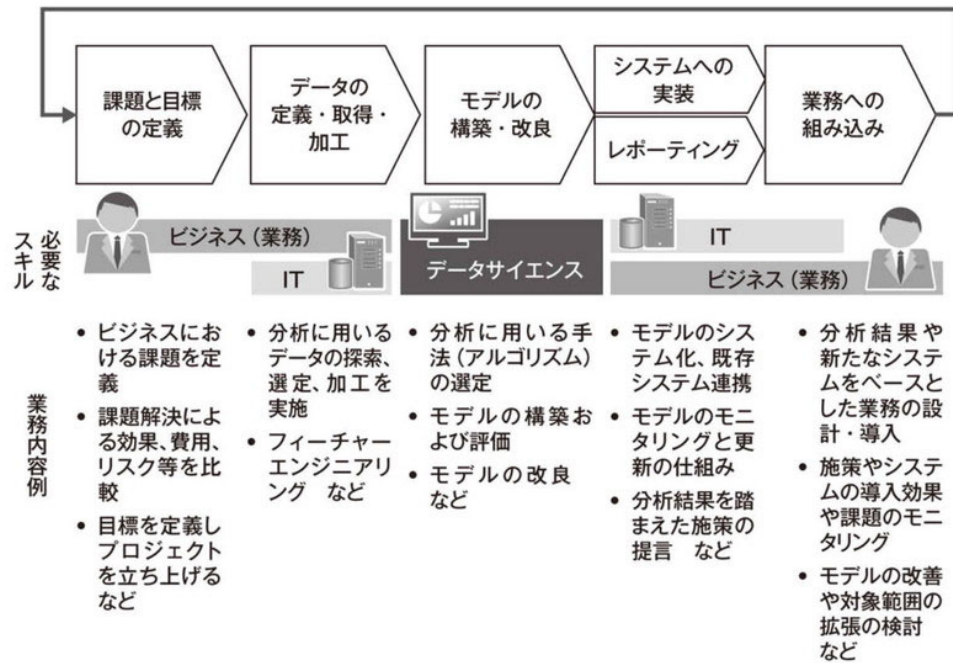 課題と目標
の定義
データの
定義・取得・
加工
モデルの
構築・改良
システムへの
実装
レポーティング
業務への
組み込み
必要な
スキル
ビジネス(業務)
IT
データサイエンス
IT
ビジネス(業務)
業務内容例
• ビジネスにお
ける課題を定
義
• 課題解決によ
る効果、費用、
リスク等を比
較
• 目標を定義し
プロジェクト
を立ち上げる
など
• 分析に用いる
データの探索、
選定、加工を
実施
• フィーチャー
エンジニアリ
ング など
• 分析に用いる手
法(アルゴリズム)
の選定
• モデルの構築お
よび評価
• モデルの改良
など
• モデルのシス
テム化、既存
システム連携
• モデルのモニ
タリングと更
新の仕組み
• 分析結果を踏
まえた施策の
提言 など
• 分析結果や
新たなシステ
ムをベースと
した業務の設
計・導入
• 施策やシステ
ムの導入効果
や課題のモニ
タリング
• モデルの改善
や対象範囲の
拡張の検討
など